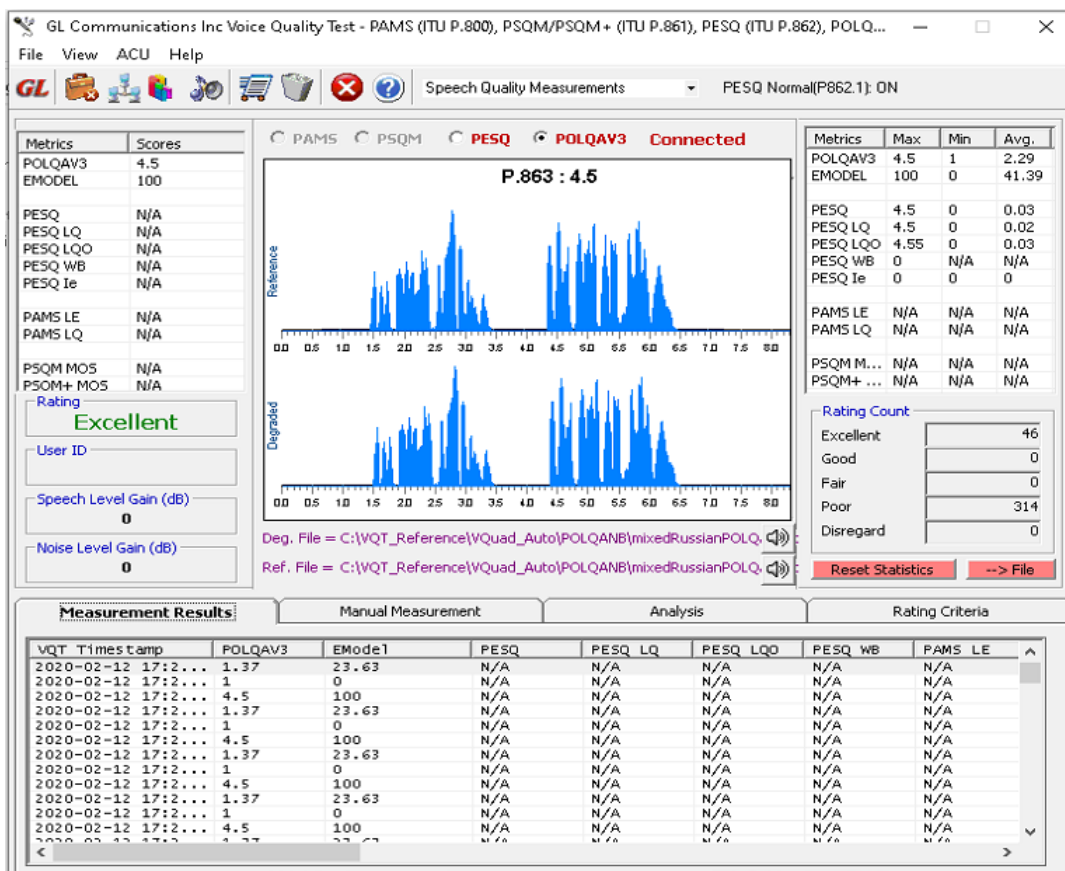 GL Communications Inc Voice Quality Test - PAMS (ITU P.800), PSQM/PSQM+ (ITU P.861), PESQ (ITU P.862), POLQ...
File View ACU Help
GL Speech Quality Measurements PESQ Normal(P862.1): ON
Metrics Scores
POLQAV3 4.5
EMODEL 100
PESQ N/A
PESQ LQ N/A
PESQ LQO N/A
PESQ WB N/A
PESQ Ie N/A
PAMS LE N/A
PAMS LQ N/A
PSQM MOS N/A
PSQM+ MOS N/A
Rating
Excellent
User ID
Speech Level Gain (dB)
0
Noise Level Gain (dB)
0
PAMS PSQM PESQ POLQAV3 Connected
P.863 : 4.5
Reference
0.0 0.5 1.0 1.5 2.0 2.5 3.0 3.5 4.0 4.5 5.0 5.5 6.0 6.5 7.0 7.5 8.0
Degraded
0.0 0.5 1.0 1.5 2.0 2.5 3.0 3.5 4.0 4.5 5.0 5.5 6.0 6.5 7.0 7.5 8.0
Deg. File = C:\VQT_Reference\VQuad_Auto\POLQANB\mixedRussianPOLQ
Ref. File = C:\VQT_Reference\VQuad_Auto\POLQANB\mixedRussianPOLQ
Metrics Max Min Avg.
POLQAV3 4.5 1 2.29
EMODEL 100 0 41.39
PESQ 4.5 0 0.03
PESQ LQ 4.5 0 0.02
PESQ LQO 4.55 0 0.03
PESQ WB 0 N/A N/A
PESQ Ie 0 0 0
PAMS LE N/A N/A N/A
PAMS LQ N/A N/A N/A
PSQM M... N/A N/A N/A
PSQM+ ... N/A N/A N/A
Rating Count
Excellent 46
Good 0
Fair 0
Poor 314
Disregard 0
Reset Statistics --> File
Measurement Results Manual Measurement Analysis Rating Criteria
VQT Timestamp POLQAV3 EModel PESQ PESQ LQ PESQ LQO PESQ WB PAMS LE
2020-02-12 17:2... 1.37 23.63 N/A N/A N/A N/A N/A
2020-02-12 17:2... 1 0 N/A N/A N/A N/A N/A
2020-02-12 17:2... 4.5 100 N/A N/A N/A N/A N/A
2020-02-12 17:2... 1.37 23.63 N/A N/A N/A N/A N/A
2020-02-12 17:2... 1 0 N/A N/A N/A N/A N/A
2020-02-12 17:2... 4.5 100 N/A N/A N/A N/A N/A
2020-02-12 17:2... 1.37 23.63 N/A N/A N/A N/A N/A
2020-02-12 17:2... 1 0 N/A N/A N/A N/A N/A
2020-02-12 17:2... 4.5 100 N/A N/A N/A N/A N/A
2020-02-12 17:2... 1.37 23.63 N/A N/A N/A N/A N/A
2020-02-12 17:2... 1 0 N/A N/A N/A N/A N/A
2020-02-12 17:2... 4.5 100 N/A N/A N/A N/A N/A